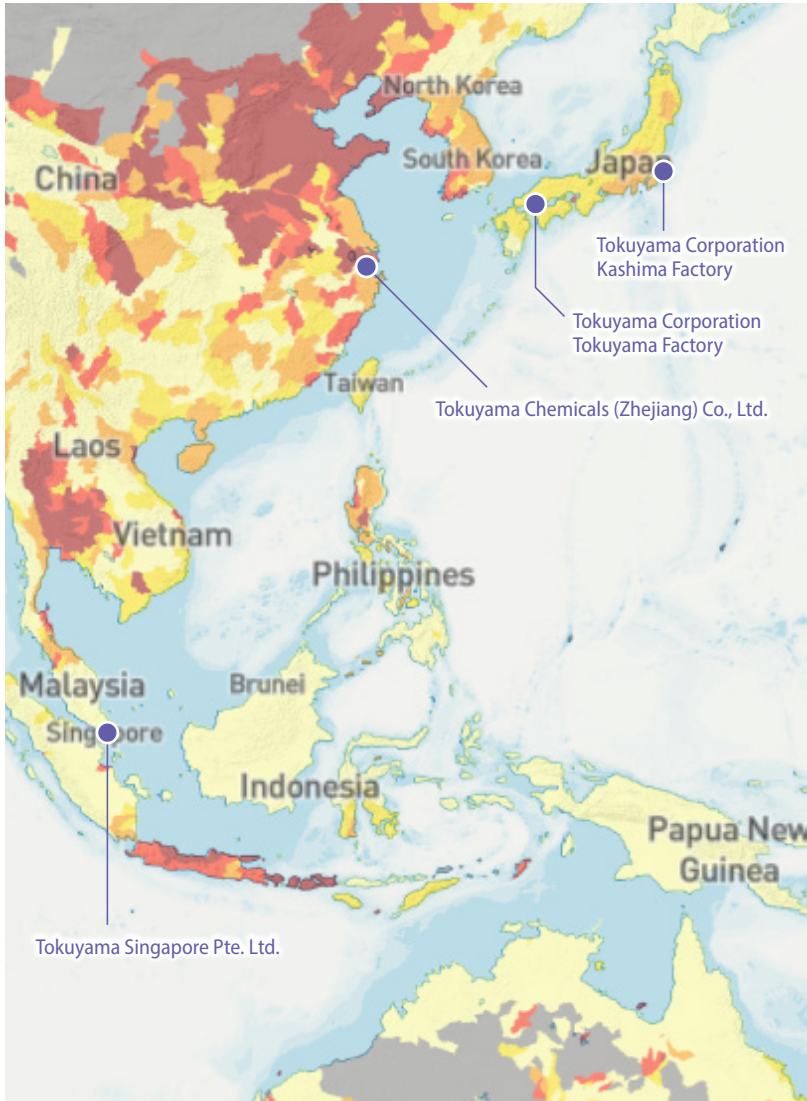 North Korea
South Korea
Japan
China
Tokuyama Corporation
Kashima Factory
Tokuyama Corporation
Tokuyama Factory
Taiwan
Tokuyama Chemicals (Zhejiang) Co., Ltd.
Laos
Vietnam
Philippines
Malaysia
Brunei
Singapore
Indonesia
Papua New
Guinea
Tokuyama Singapore Pte. Ltd.